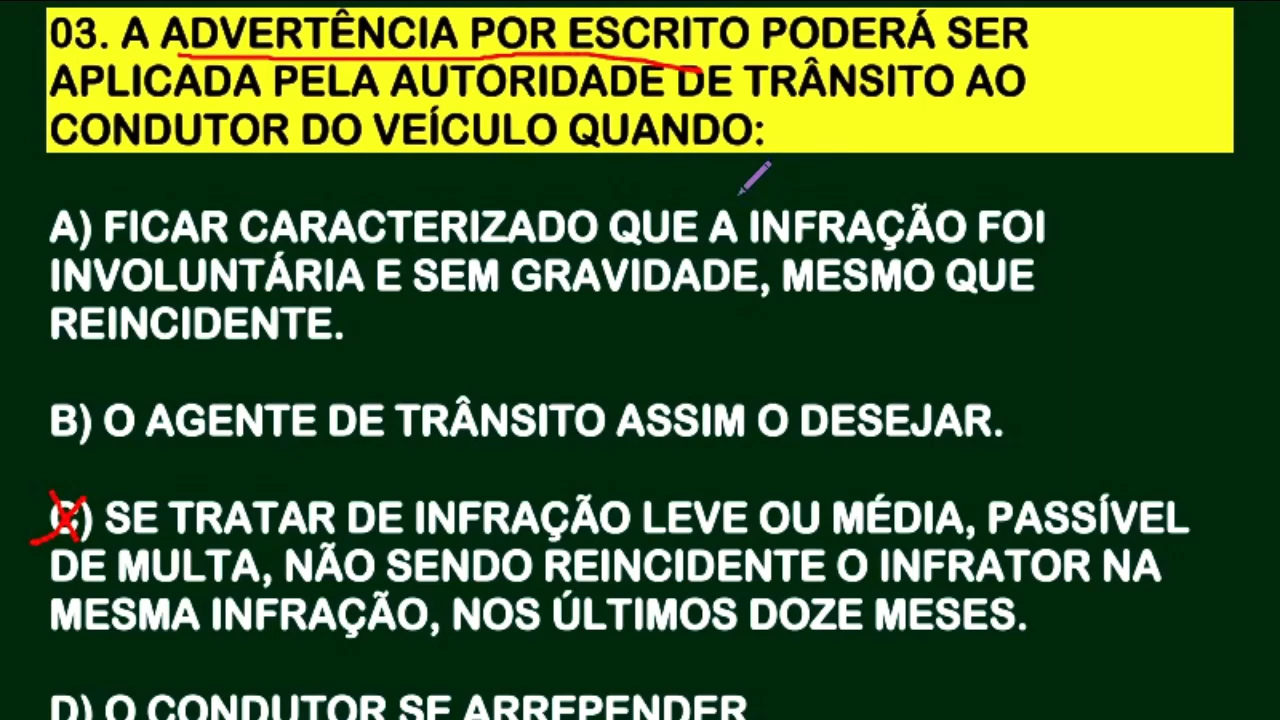 03. A ADVERTÊNCIA POR ESCRITO PODERÁ SER
APLICADA PELA AUTORIDADE DE TRÂNSITO AO
CONDUTOR DO VEÍCULO QUANDO:
A) FICAR CARACTERIZADO QUE A INFRAÇÃO FOI
INVOLUNTÁRIA E SEM GRAVIDADE, MESMO QUE
REINCIDENTE.
B) O AGENTE DE TRÂNSITO ASSIM O DESEJAR.
C) SE TRATAR DE INFRAÇÃO LEVE OU MÉDIA, PASSÍVEL
DE MULTA, NÃO SENDO REINCIDENTE O INFRATOR NA
MESMA INFRAÇÃO, NOS ÚLTIMOS DOZE MESES.
D) O CONDUTOR SE ARREPENDER